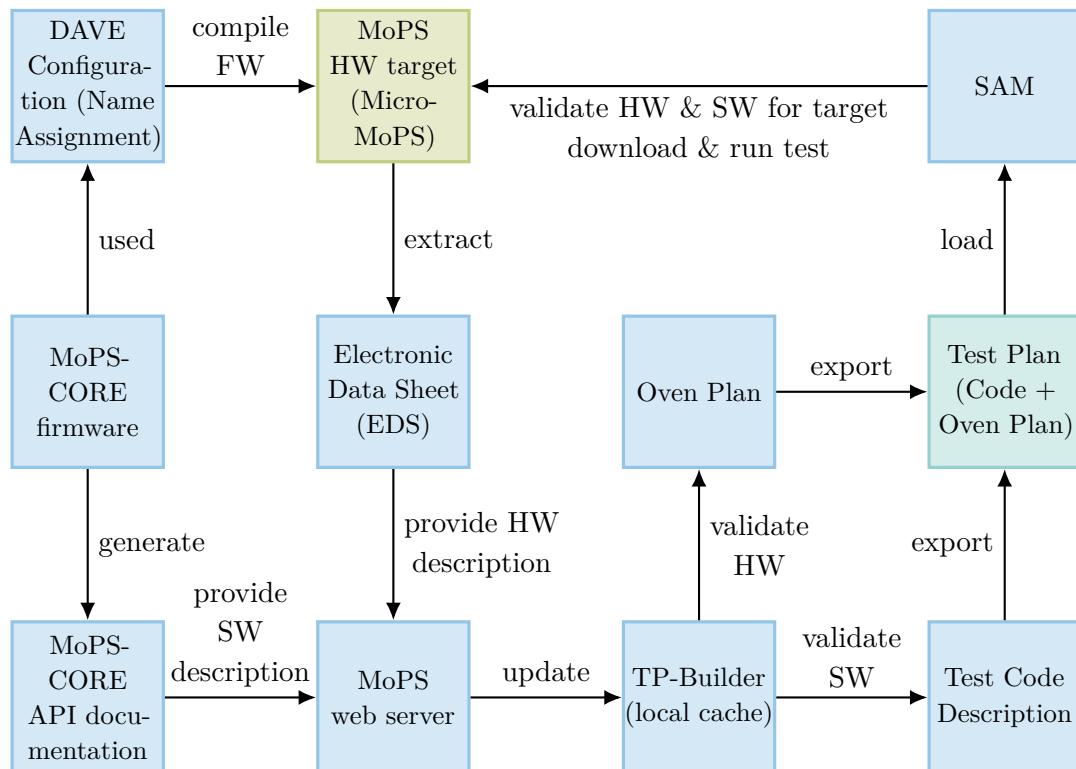 DAVE
Configura-
tion (Name
Assignment)
compile
FW
MoPS
HW target
(Micro-
MoPS)
validate HW & SW for target
download & run test
SAM
used
extract
load
MoPS-
CORE
firmware
Electronic
Data Sheet
(EDS)
Oven Plan
export
Test Plan
(Code +
Oven Plan)
generate
provide HW
description
validate
HW
export
MoPS-
CORE
API docu-
mentation
provide
SW
description
MoPS
web server
update
TP-Builder
(local cache)
validate
SW
Test Code
Description